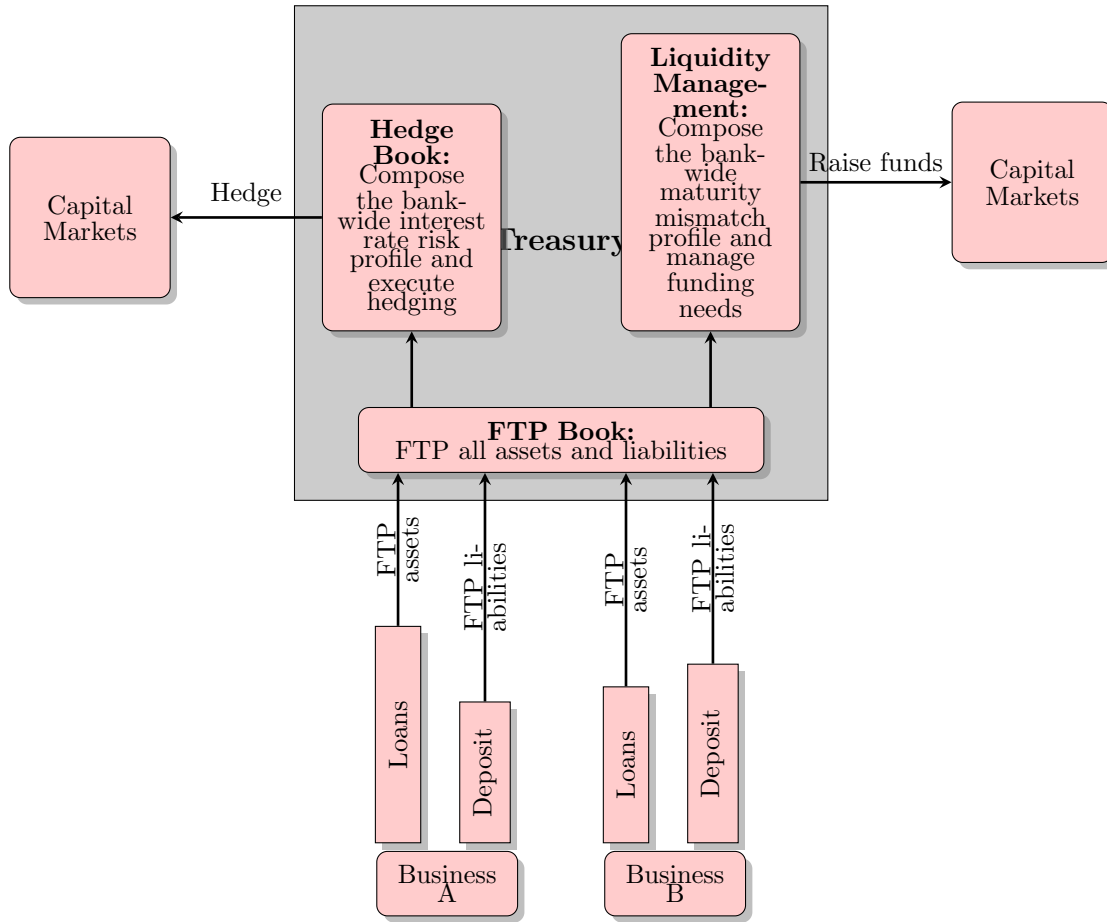 Liquidity
Manage-
ment:
Compose
the bank-
wide
maturity
mismatch
profile and
manage
funding
needs
Hedge
Book:
Compose
the bank-
wide interest
rate risk
profile and
execute
hedging
Capital
Markets
Hedge
Treasury
Raise funds
Capital
Markets
FTP Book:
FTP all assets and liabilities
FTP
assets
FTP li-
abilities
FTP
assets
FTP li-
abilities
Loans
Deposit
Loans
Deposit
Business
A
Business
B